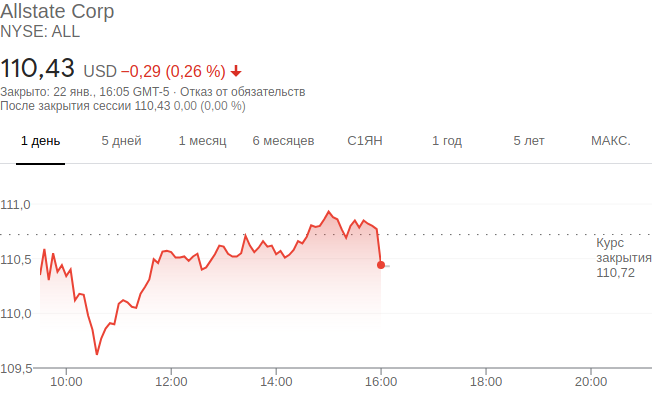 Allstate Corp
NYSE: ALL
110,43 USD −0,29 (0,26 %)
Закрыто: 22 янв., 16:05 GMT-5 · Отказ от обязательств
После закрытия сессии 110,43 0,00 (0,00 %)
1 день 5 дней 1 месяц 6 месяцев С1ЯН 1 год 5 лет МАКС.
111,0
Курс
закрытия
110,72
110,5
110,0
109,5
10:00 12:00 14:00 16:00 18:00 20:00